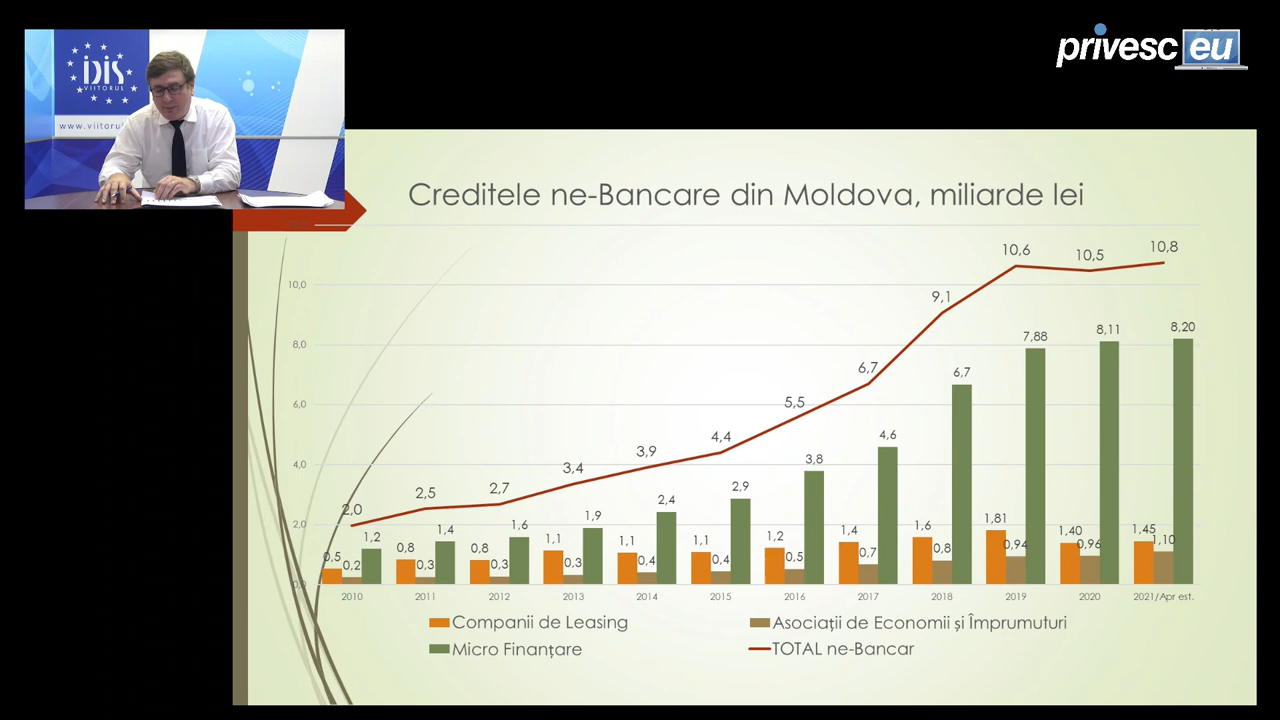 privesc eu
IDIS
VIITORUL
www.viitoru
Creditele ne-Bancare din Moldova, miliarde lei
10,0
8,0
6,0
4,0
2,0
2,0 2,5 2,7 3,4 3,9 4,4 5,5 6,7 9,1 10,6 10,5 10,8
0,5 0,2 1,2
0,8 0,3 1,4
0,8 0,3 1,6
1,1 0,3 1,9
1,1 0,4 2,4
1,1 0,4 2,9
1,2 0,5 3,8
1,4 0,7 4,6
1,6 0,8 6,7
1,81 0,94 7,88
1,40 0,96 8,11
1,45 1,10 8,20
2010 2011 2012 2013 2014 2015 2016 2017 2018 2019 2020 2021/Apr est.
Companii de Leasing
Asociații de Economii și Împrumuturi
Micro Finanțare
TOTAL ne-Bancar